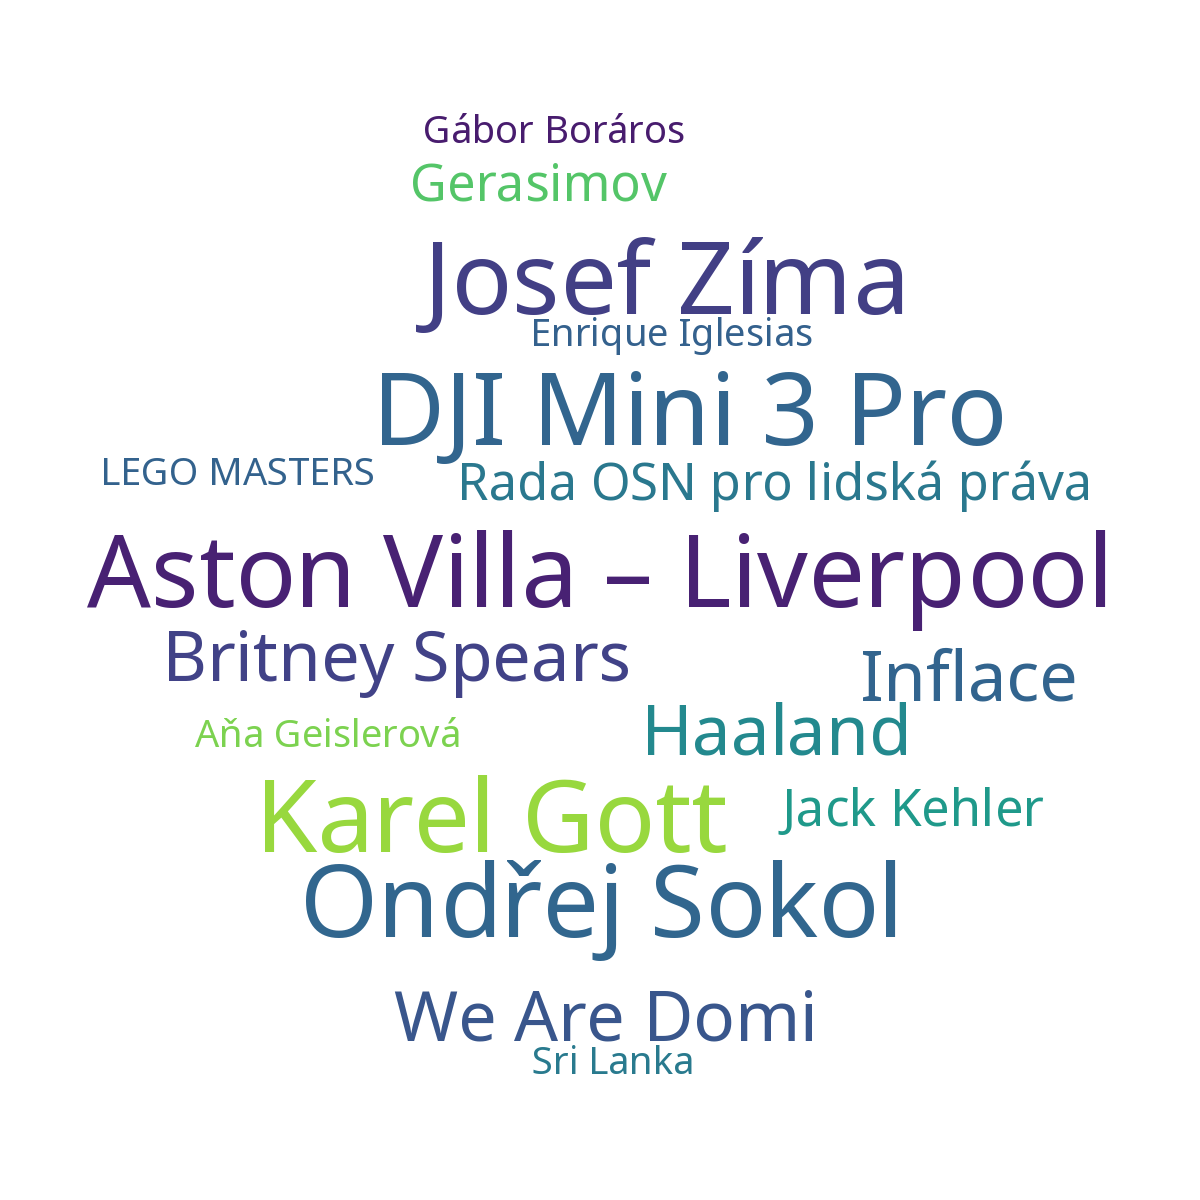 Gábor Boráros
Gerasimov
Josef Zíma
Enrique Iglesias
DJI Mini 3 Pro
LEGO MASTERS
Rada OSN pro lidská práva
Aston Villa – Liverpool
Britney Spears
Inflace
Haaland
Aňa Geislerová
Karel Gott
Jack Kehler
Ondřej Sokol
We Are Domi
Sri Lanka